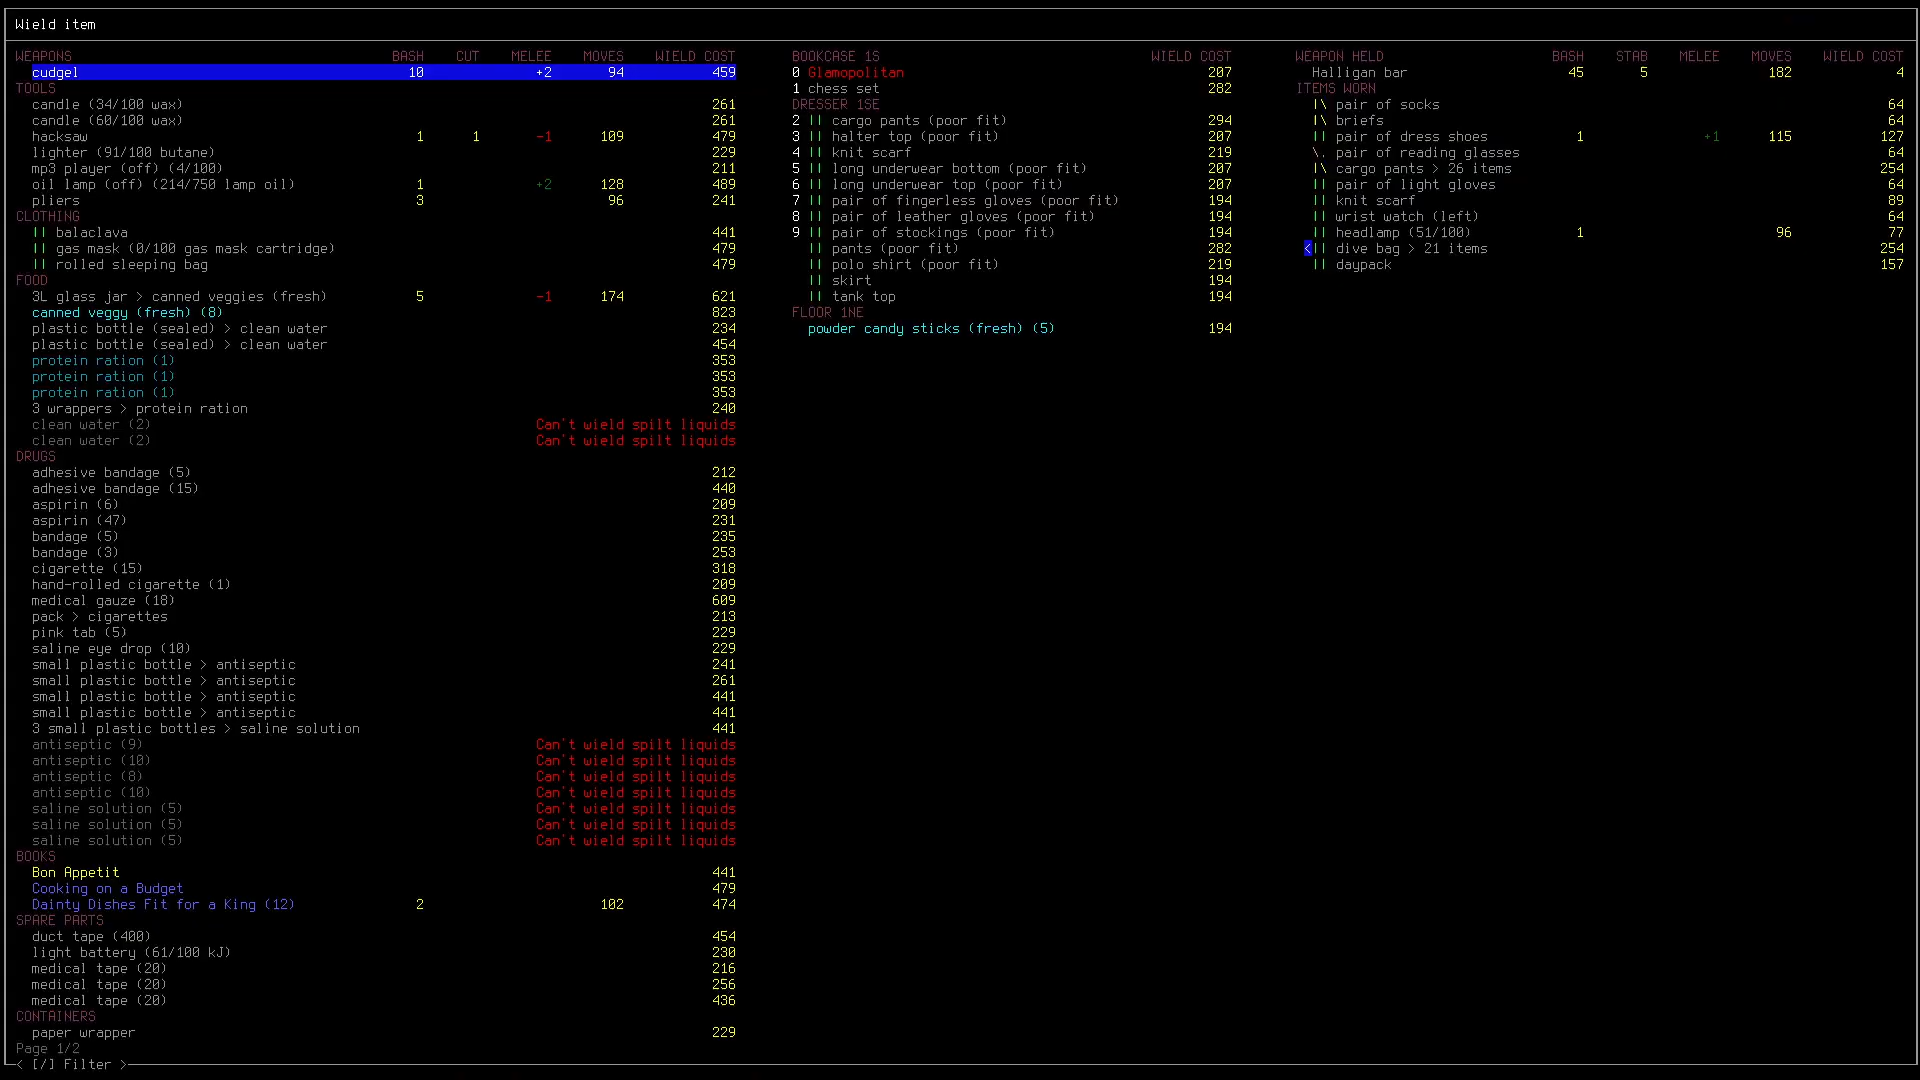 Wield item
WEAPONS BASH CUT MELEE MOVES WIELD COST
cudgel 10 +2 94 459
TOOLS
candle (34/100 wax) 261
candle (60/100 wax) 261
hacksaw 1 1 -1 109 479
lighter (91/100 butane) 229
mp3 player (off) (4/100) 211
oil lamp (off) (214/750 lamp oil) 1 +2 128 489
pliers 3 96 241
CLOTHING
|| balaclava 441
|| gas mask (0/100 gas mask cartridge) 479
|| rolled sleeping bag 479
FOOD
3L glass jar > canned veggies (fresh) 5 -1 174 621
canned veggy (fresh) (8) 823
plastic bottle (sealed) > clean water 234
plastic bottle (sealed) > clean water 454
protein ration (1) 353
protein ration (1) 353
protein ration (1) 353
3 wrappers > protein ration 240
clean water (2) Can't wield spilt liquids
clean water (2) Can't wield spilt liquids
DRUGS
adhesive bandage (5) 212
adhesive bandage (15) 440
aspirin (6) 209
aspirin (47) 231
bandage (5) 235
bandage (3) 253
cigarette (15) 318
hand-rolled cigarette (1) 209
medical gauze (18) 609
pack > cigarettes 213
pink tab (5) 229
saline eye drop (10) 229
small plastic bottle > antiseptic 241
small plastic bottle > antiseptic 261
small plastic bottle > antiseptic 441
small plastic bottle > antiseptic 441
3 small plastic bottles > saline solution 441
antiseptic (9) Can't wield spilt liquids
antiseptic (10) Can't wield spilt liquids
antiseptic (8) Can't wield spilt liquids
antiseptic (10) Can't wield spilt liquids
saline solution (5) Can't wield spilt liquids
saline solution (5) Can't wield spilt liquids
saline solution (5) Can't wield spilt liquids
BOOKS
Bon Appetit 441
Cooking on a Budget 479
Dainty Dishes Fit for a King (12) 2 102 474
SPARE PARTS
duct tape (400) 454
light battery (61/100 kJ) 230
medical tape (20) 216
medical tape (20) 256
medical tape (20) 436
CONTAINERS
paper wrapper 229
Page 1/2
< [/] Filter >
BOOKCASE 1S WIELD COST
0 Glamopolitan 207
1 chess set 282
DRESSER 1SE
2 || cargo pants (poor fit) 294
3 || halter top (poor fit) 207
4 || knit scarf 219
5 || long underwear bottom (poor fit) 207
6 || long underwear top (poor fit) 207
7 || pair of fingerless gloves (poor fit) 194
8 || pair of leather gloves (poor fit) 194
9 || pair of stockings (poor fit) 194
|| pants (poor fit) 282
|| polo shirt (poor fit) 219
|| skirt 194
|| tank top 194
FLOOR 1NE
powder candy sticks (fresh) (5) 194
WEAPON HELD BASH STAB MELEE MOVES WIELD COST
Halligan bar 45 5 182 4
ITEMS WORN
|\ pair of socks 64
|\ briefs 64
|| pair of dress shoes 1 +1 115 127
\. pair of reading glasses 64
|\ cargo pants > 26 items 254
|| pair of light gloves 64
|| knit scarf 89
|| wrist watch (left) 64
|| headlamp (51/100) 1 96 77
<|| dive bag > 21 items 254
|| daypack 157